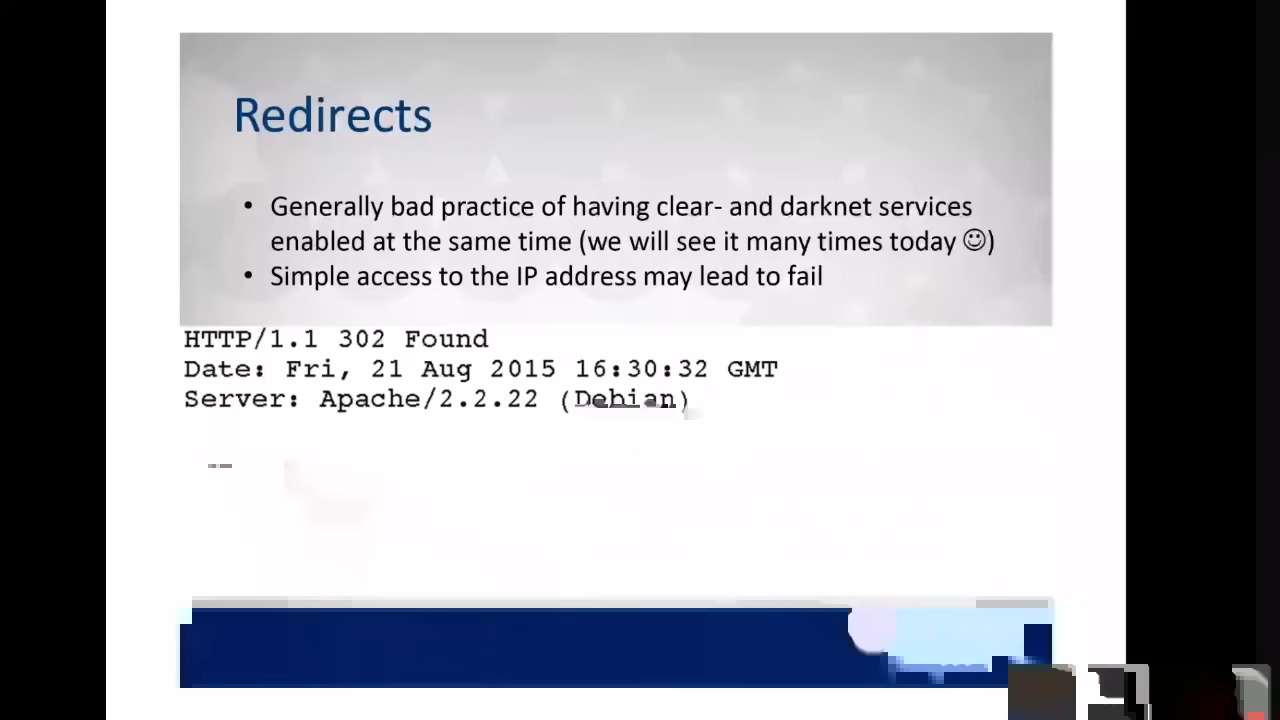 Redirects
• Generally bad practice of having clear- and darknet services
enabled at the same time (we will see it many times today ☺)
• Simple access to the IP address may lead to fail
HTTP/1.1 302 Found
Date: Fri, 21 Aug 2015 16:30:32 GMT
Server: Apache/2.2.22 (Debian)